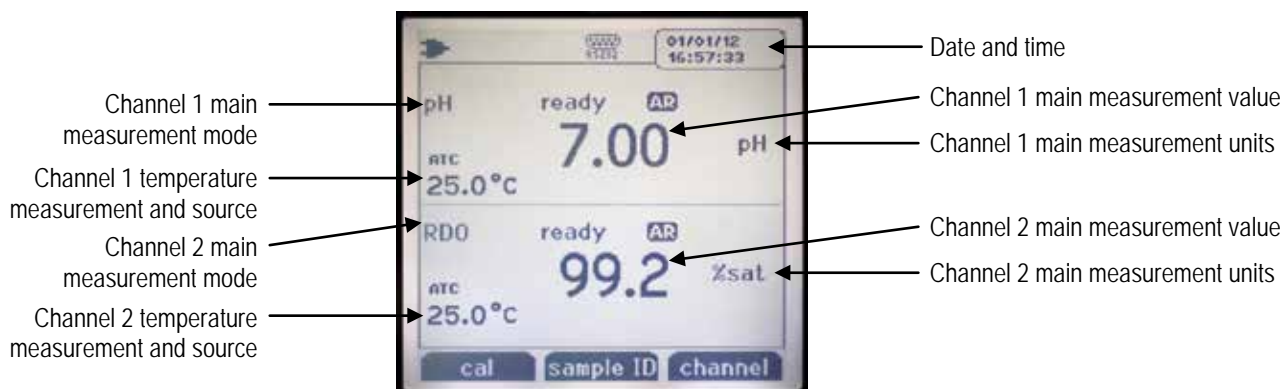 01/01/12
16:57:33
Date and time
Channel 1 main
measurement mode
pH
ready
AR
Channel 1 main measurement value
7.00
pH
Channel 1 main measurement units
ATC
25.0°C
Channel 1 temperature
measurement and source
RDO
ready
AR
Channel 2 main
measurement mode
Channel 2 main measurement value
99.2
%sat
Channel 2 main measurement units
ATC
25.0°C
Channel 2 temperature
measurement and source
cal
sample ID
channel